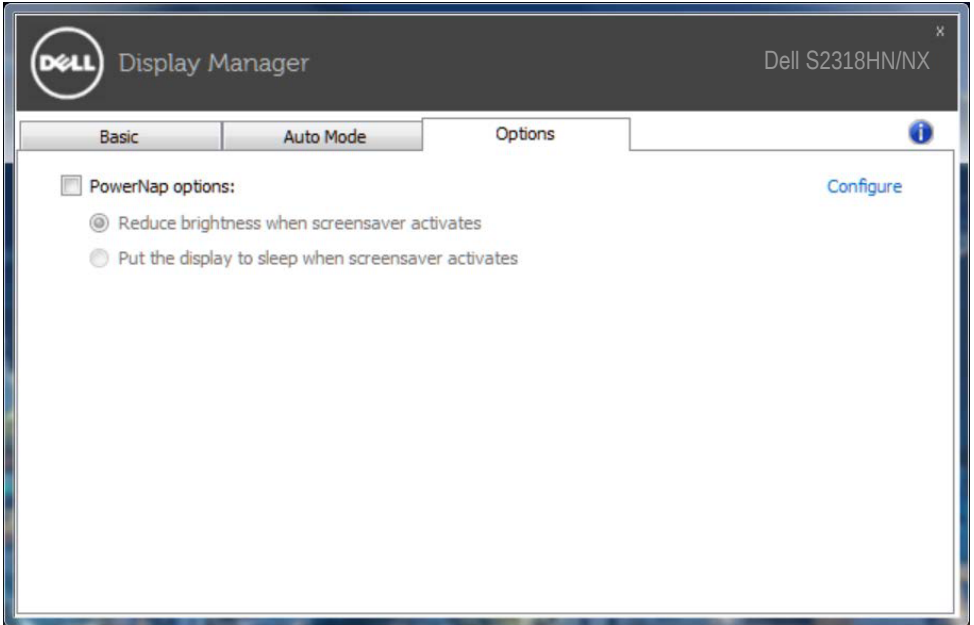 DELL Display Manager
x
Dell S2318HN/NX
Basic Auto Mode Options i
PowerNap options: Configure
Reduce brightness when screensaver activates
Put the display to sleep when screensaver activates